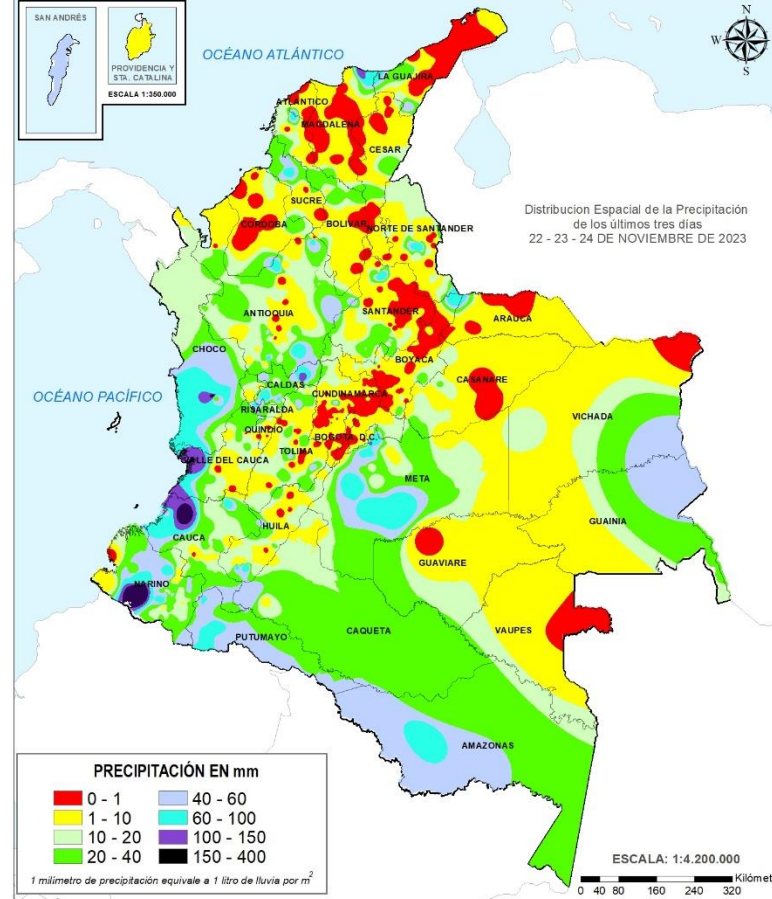 SAN ANDRÉS
PROVIDENCIA Y
STA. CATALINA
ESCALA 1:350.000
OCÉANO ATLÁNTICO
N
W
E
S
LA GUAJIRA
ATLANTICO
MAGDALENA
CESAR
SUCRE
CORDOBA
BOLIVAR
NORTE DE SANTANDER
Distribucion Espacial de la Precipitación
de los últimos tres días
22 - 23 - 24 DE NOVIEMBRE DE 2023
ANTIOQUIA
SANTANDER
ARAUCA
CHOCO
BOYACA
CASANARE
CALDAS
CUNDINAMARCA
OCÉANO PACÍFICO
RISARALDA
VICHADA
QUINDIO
BOGOTA, D.C.
TOLIMA
VALLE DEL CAUCA
META
GUAINIA
HUILA
CAUCA
GUAVIARE
NARIÑO
VAUPES
CAQUETA
PUTUMAYO
AMAZONAS
PRECIPITACIÓN EN mm
0 - 1 40 - 60
1 - 10 60 - 100
10 - 20 100 - 150
20 - 40 150 - 400
1 milímetro de precipitación equivale a 1 litro de lluvia por m²
ESCALA: 1:4.200.000
Kilómet
0 40 80 160 240 320